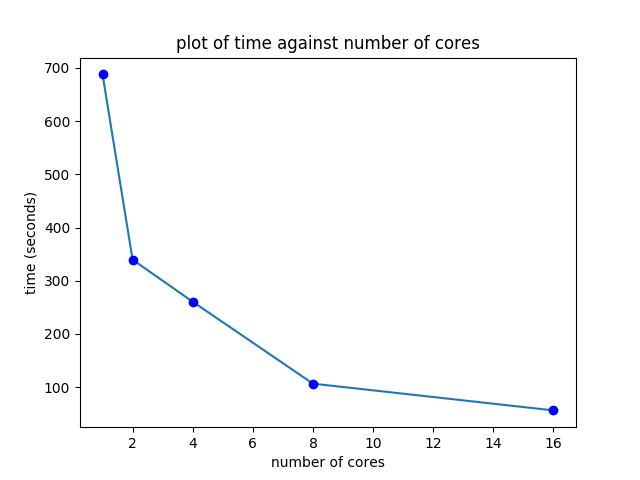 plot of time against number of cores
700
600
500
400
300
200
100
time (seconds)
2 4 6 8 10 12 14 16
number of cores